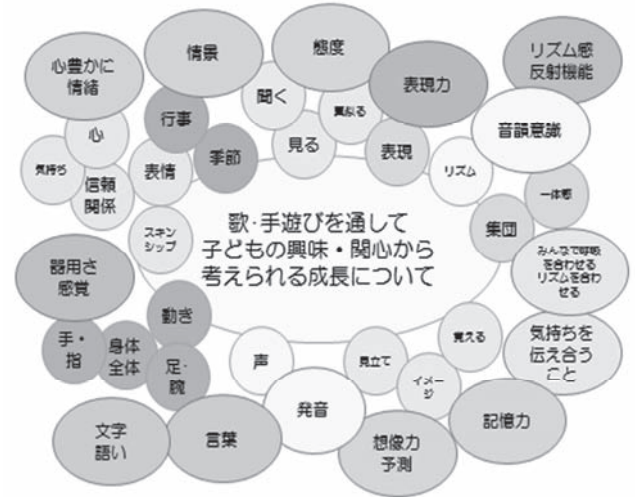 心豊かに
情緒
情景
態度
表現力
リズム感
反射機能
行事
聞く
真似る
音韻意識
心
気持ち
信頼
関係
表情
季節
見る
表現
リズム
一体感
スキン
シップ
歌・手遊びを通して
子どもの興味・関心から
考えられる成長について
集団
みんなで呼吸
を合わせる
リズムを合わ
せる
器用さ
感覚
動き
手・
指
身体
全体
足・
腕
声
見立て
覚える
イメー
ジ
気持ちを
伝え合う
こと
文字
語い
言葉
発音
想像力
予測
記憶力